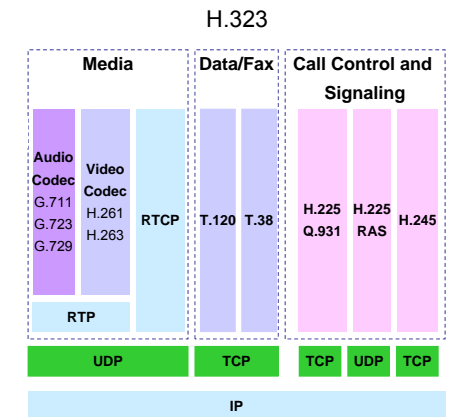 H.323
Media
Data/Fax
Call Control and
Signaling
Audio
Codec
G.711
G.723
G.729
Video
Codec
H.261
H.263
RTCP
T.120
T.38
H.225
Q.931
H.225
RAS
H.245
RTP
UDP
TCP
TCP
UDP
TCP
IP